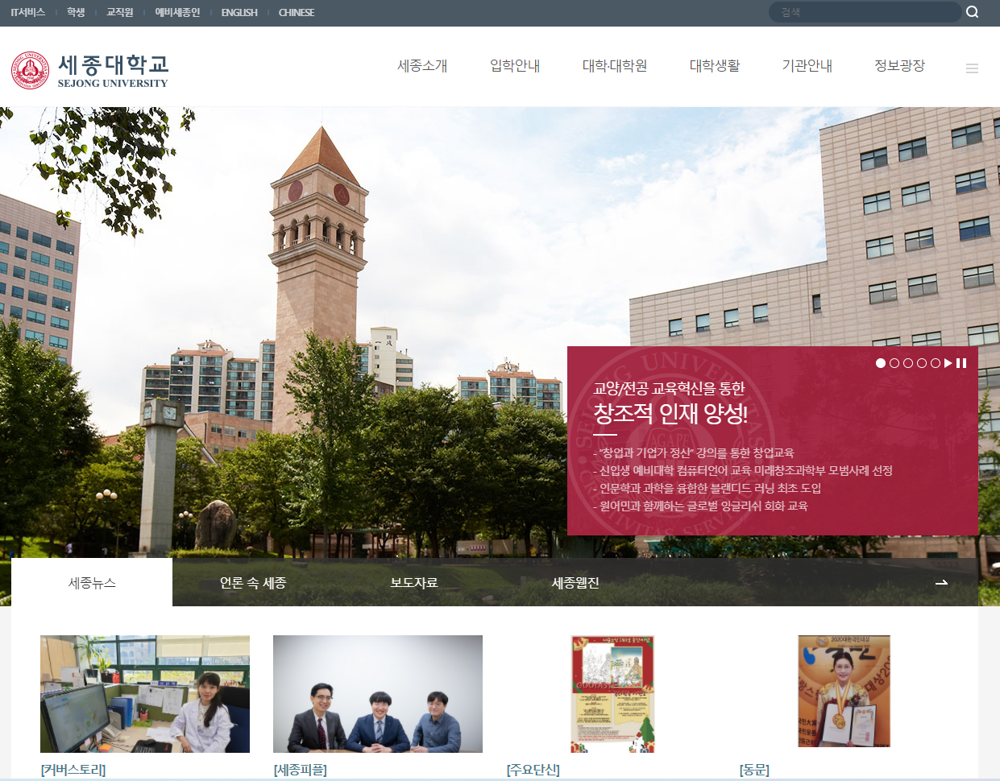 IT서비스
학생
교직원
예비세종인
ENGLISH
CHINESE
검색
세종대학교
SEJONG UNIVERSITY
세종소개
입학안내
대학·대학원
대학생활
기관안내
정보광장
교양/전공 교육혁신을 통한
창조적 인재 양성!
- "창업과 기업가 정신" 강의를 통한 창업교육
- 신입생 예비대학 컴퓨터언어 교육 미래창조과학부 모범사례 선정
- 인문학과 과학을 융합한 블랜디드 러닝 최초 도입
- 원어민과 함께하는 글로벌 잉글리쉬 회화 교육
세종뉴스
언론 속 세종
보도자료
세종웹진
[커버스토리]
[세종피플]
[주요단신]
[동문]